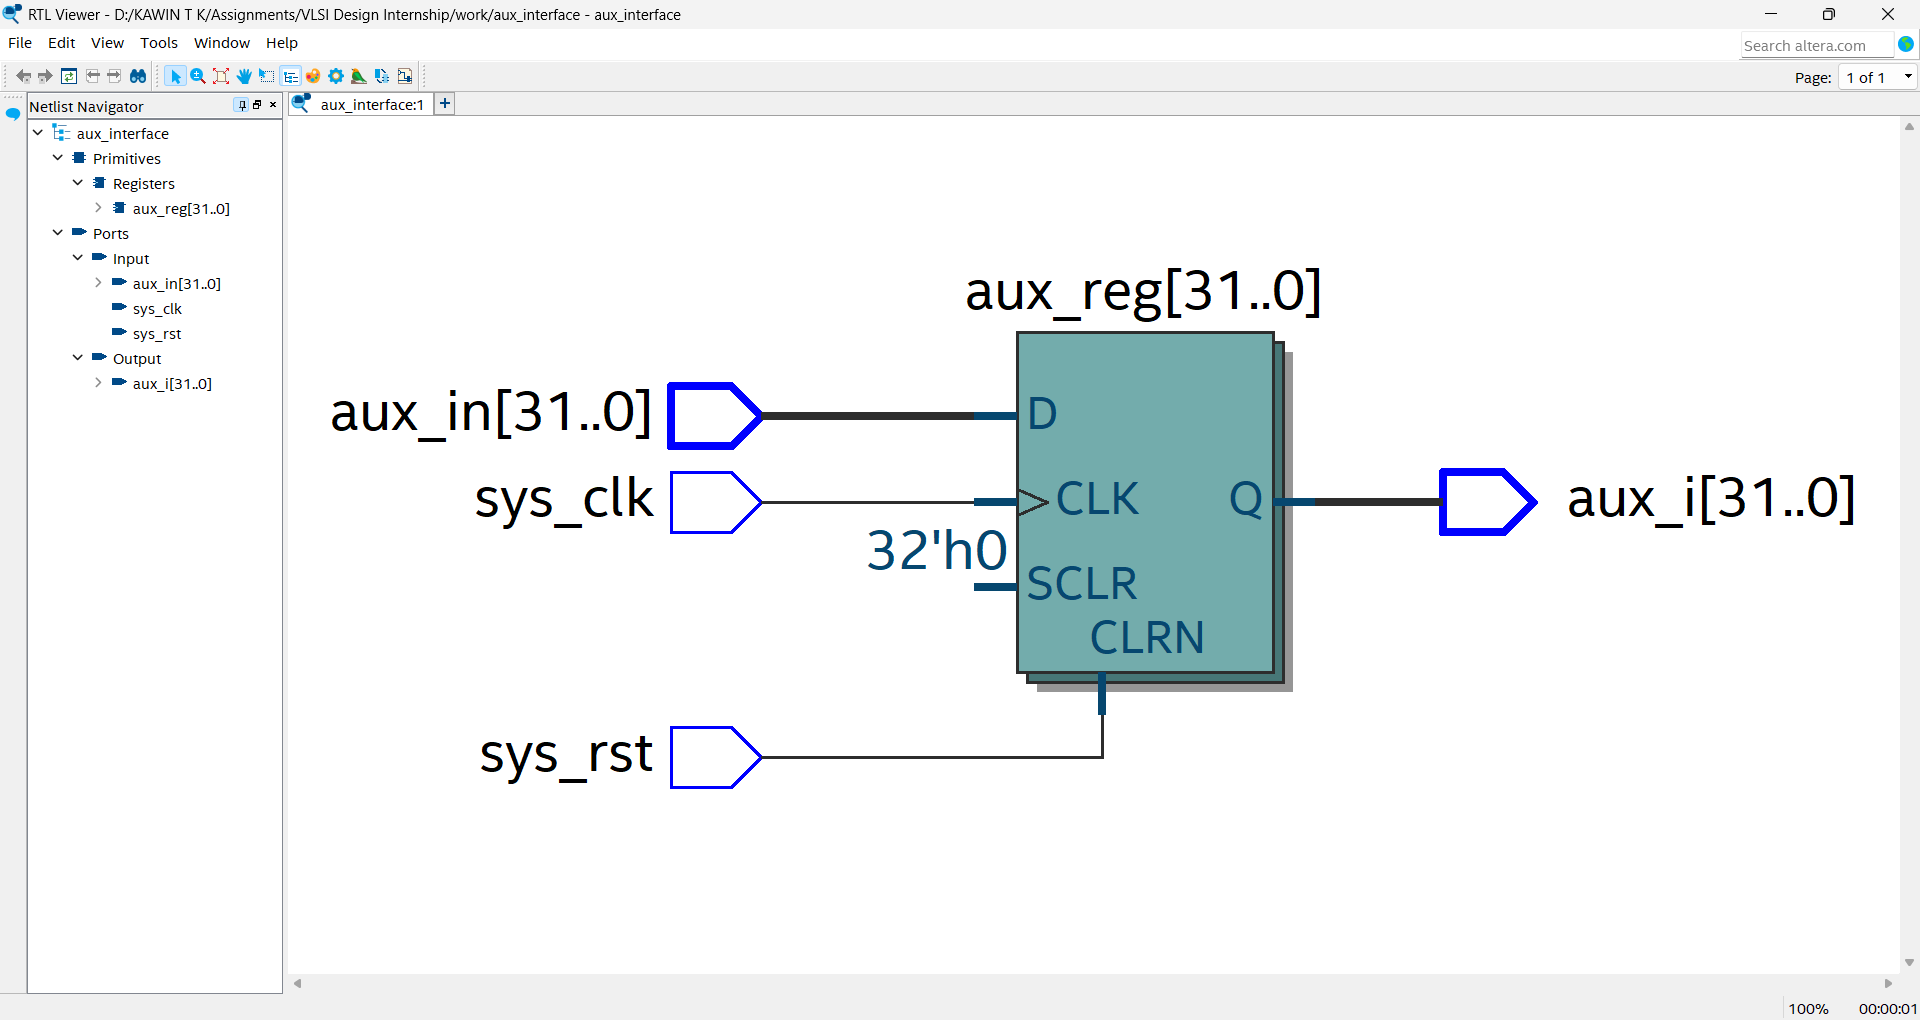 RTL Viewer - D:/KAWIN T K/Assignments/VLSI Design Internship/work/aux_interface - aux_interface
File Edit View Tools Window Help
Search altera.com
Page: 1 of 1
Netlist Navigator
aux_interface:1
aux_interface
Primitives
Registers
aux_reg[31..0]
Ports
Input
aux_in[31..0]
sys_clk
sys_rst
Output
aux_i[31..0]
aux_reg[31..0]
aux_in[31..0]
D
sys_clk
CLK
Q
aux_i[31..0]
32'h0
SCLR
CLRN
sys_rst
100% 00:00:01